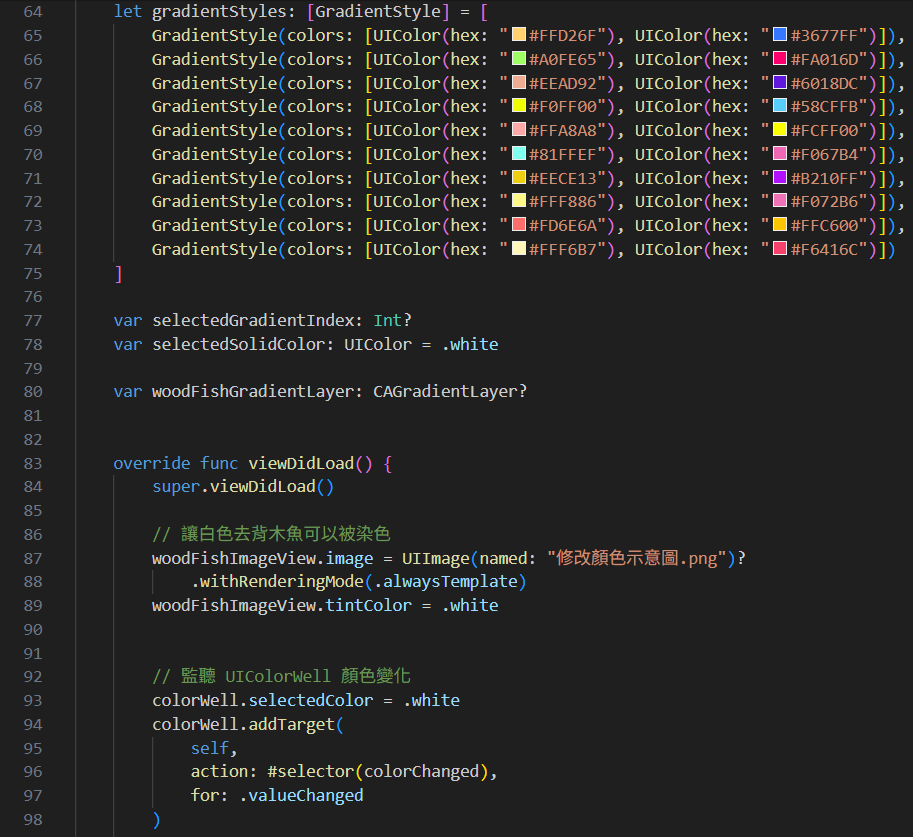 64 let gradientStyles: [GradientStyle] = [
65 GradientStyle(colors: [UIColor(hex: "#FFD26F"), UIColor(hex: "#3677FF")]),
66 GradientStyle(colors: [UIColor(hex: "#A0FE65"), UIColor(hex: "#FA016D")]),
67 GradientStyle(colors: [UIColor(hex: "#EEAD92"), UIColor(hex: "#6018DC")]),
68 GradientStyle(colors: [UIColor(hex: "#F0FF00"), UIColor(hex: "#58CFFB")]),
69 GradientStyle(colors: [UIColor(hex: "#FFA8A8"), UIColor(hex: "#FCFF00")]),
70 GradientStyle(colors: [UIColor(hex: "#81FFEF"), UIColor(hex: "#F067B4")]),
71 GradientStyle(colors: [UIColor(hex: "#EECE13"), UIColor(hex: "#B210FF")]),
72 GradientStyle(colors: [UIColor(hex: "#FFF886"), UIColor(hex: "#F072B6")]),
73 GradientStyle(colors: [UIColor(hex: "#FD6E6A"), UIColor(hex: "#FFC600")]),
74 GradientStyle(colors: [UIColor(hex: "#FFF6B7"), UIColor(hex: "#F6416C")])
75 ]
76
77 var selectedGradientIndex: Int?
78 var selectedSolidColor: UIColor = .white
79
80 var woodFishGradientLayer: CAGradientLayer?
81
82
83 override func viewDidLoad() {
84 super.viewDidLoad()
85
86 // 讓白色去背木魚可以被染色
87 woodFishImageView.image = UIImage(named: "修改顏色示意圖.png")?
88 .withRenderingMode(.alwaysTemplate)
89 woodFishImageView.tintColor = .white
90
91
92 // 監聽 UIColorWell 顏色變化
93 colorWell.selectedColor = .white
94 colorWell.addTarget(
95 self,
96 action: #selector(colorChanged),
97 for: .valueChanged
98 )